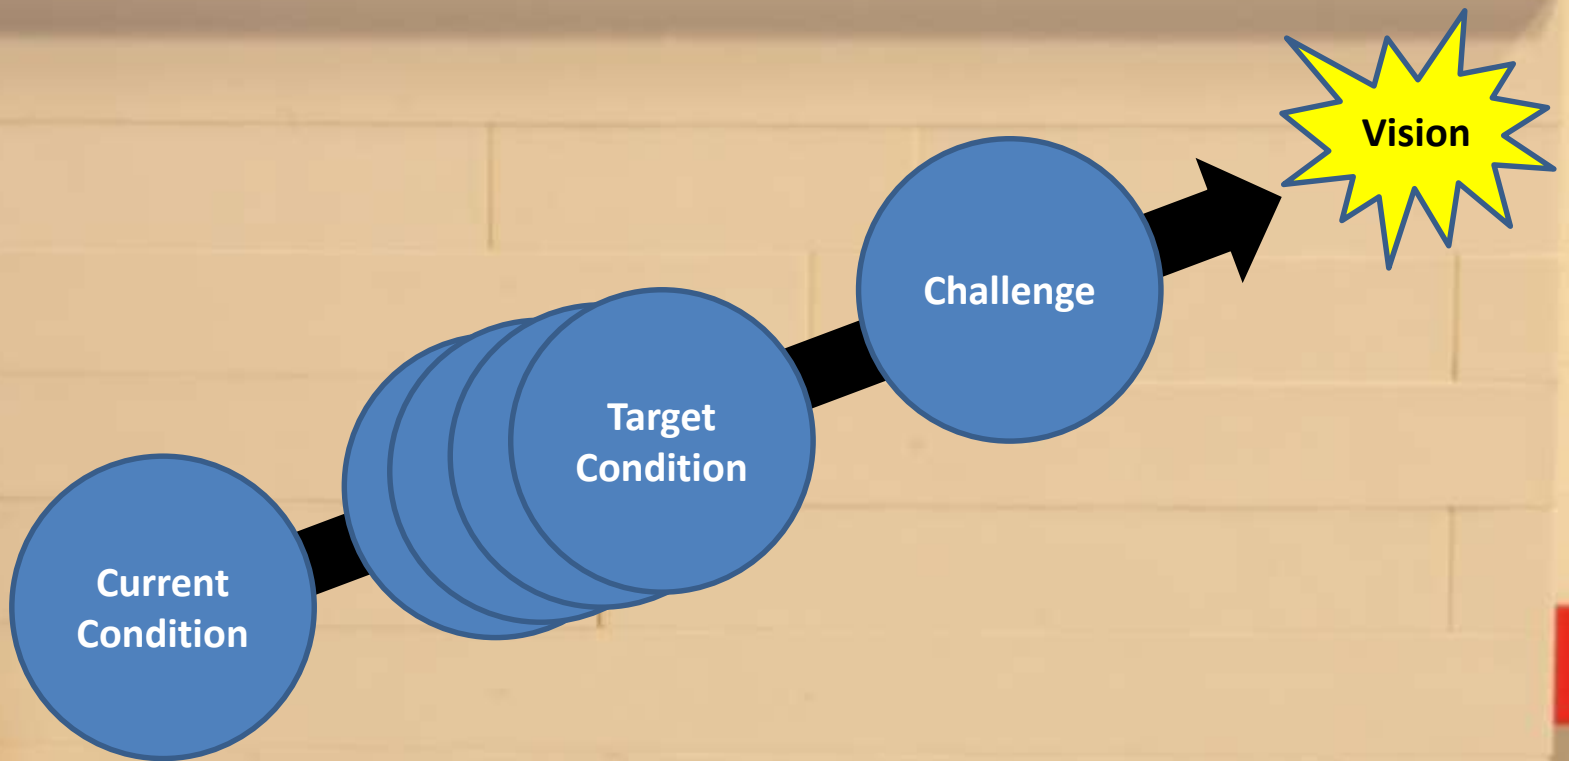 Vision
Challenge
Target
Condition
Current
Condition